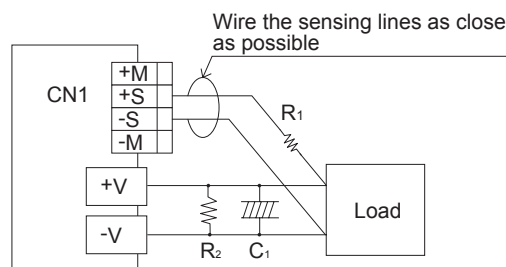 Wire the sensing lines as close
as possible
CN1
+M
+S
-S
-M
R1
+V
-V
R2
C1
Load